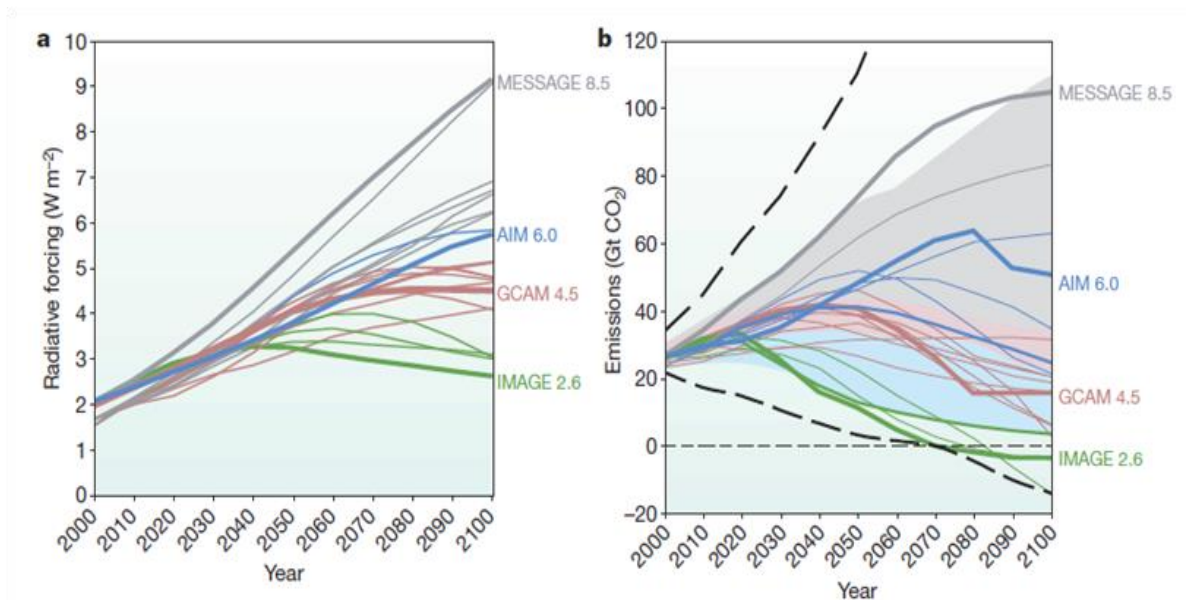 a
10
9
8
7
6
5
4
3
2
1
0
Radiative forcing (W m⁻²)
2000 2010 2020 2030 2040 2050 2060 2070 2080 2090 2100
Year
MESSAGE 8.5
AIM 6.0
GCAM 4.5
IMAGE 2.6
b
120
100
80
60
40
20
0
–20
Emissions (Gt CO₂)
2000 2010 2020 2030 2040 2050 2060 2070 2080 2090 2100
Year
MESSAGE 8.5
AIM 6.0
GCAM 4.5
IMAGE 2.6